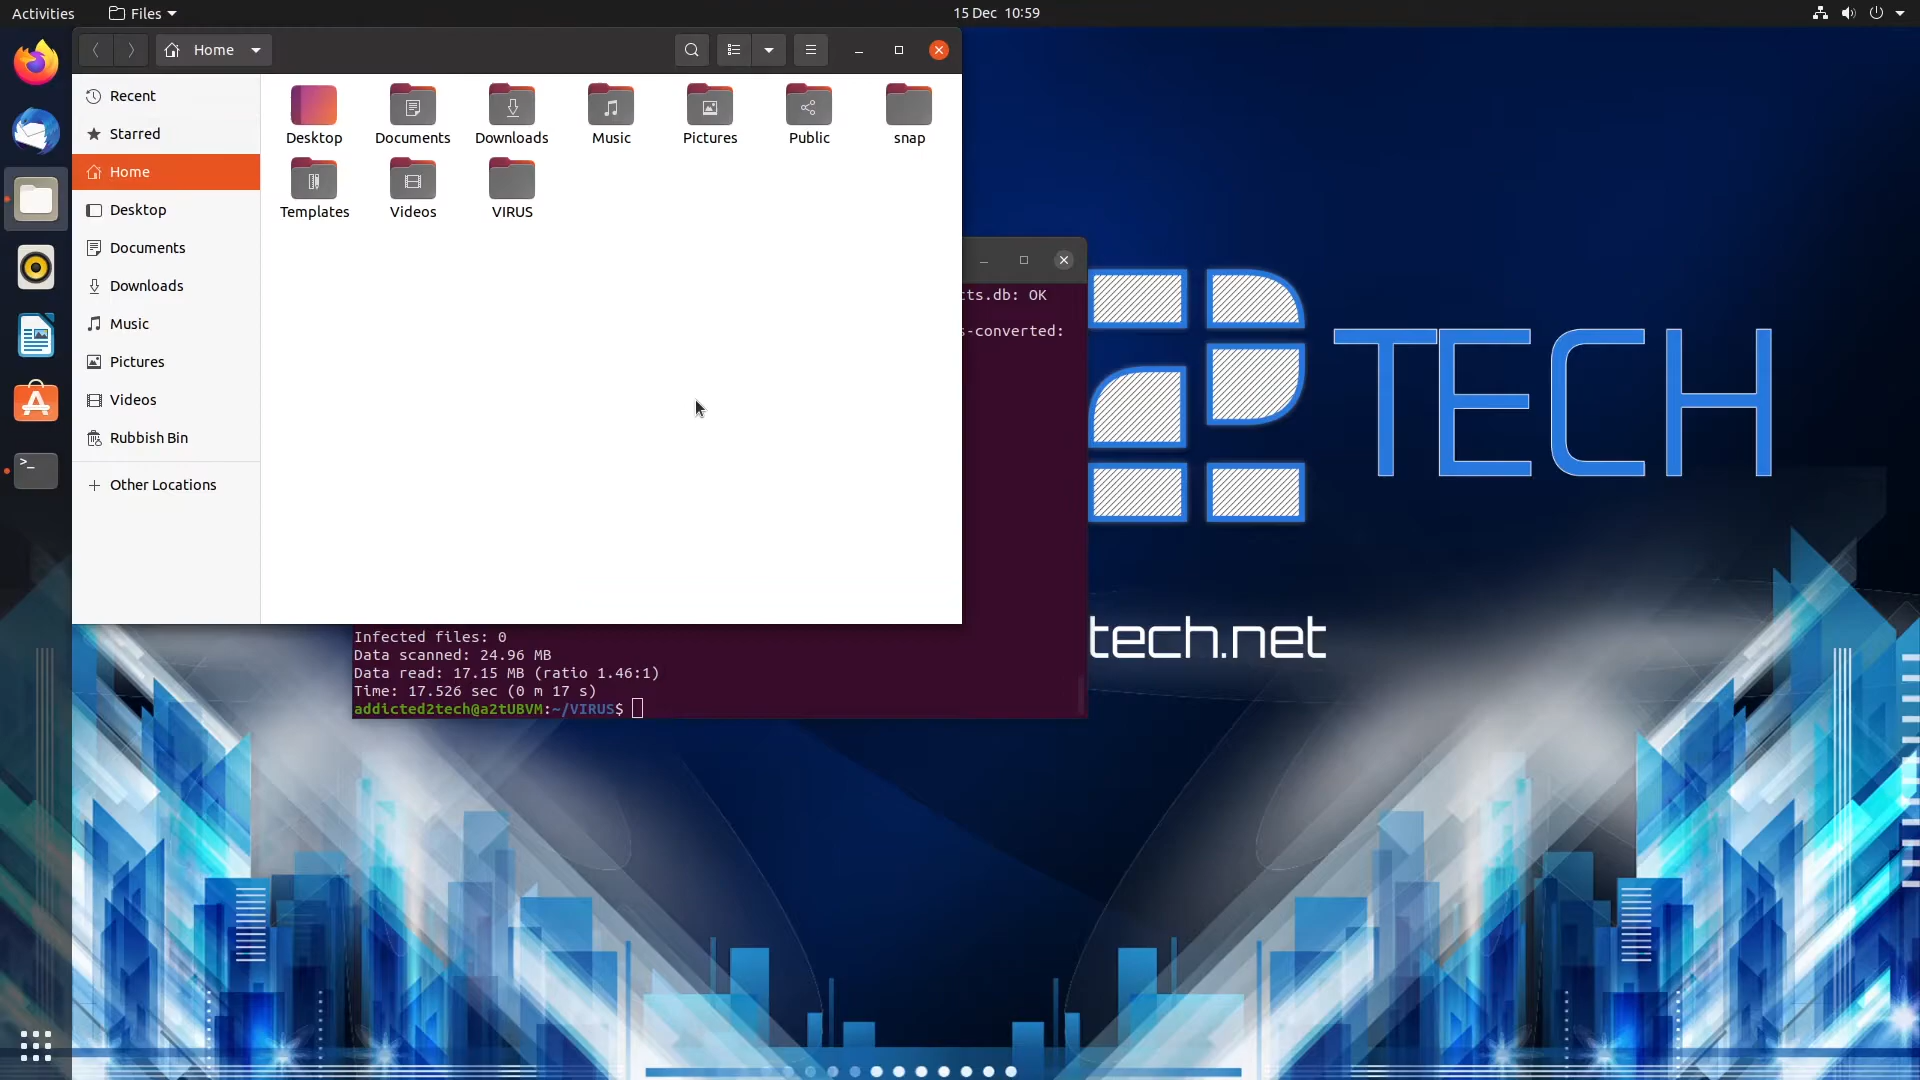 Activities
Files
15 Dec 10:59
Home
Recent
Starred
Home
Desktop
Documents
Downloads
Music
Pictures
Videos
Rubbish Bin
Other Locations
Desktop
Documents
Downloads
Music
Pictures
Public
snap
Templates
Videos
VIRUS
cts.db: OK
s-converted:
Infected files: 0
Data scanned: 24.96 MB
Data read: 17.15 MB (ratio 1.46:1)
Time: 17.526 sec (0 m 17 s)
addicted2tech@a2tUBVM:~/VIRUS$
2TECH
tech.net